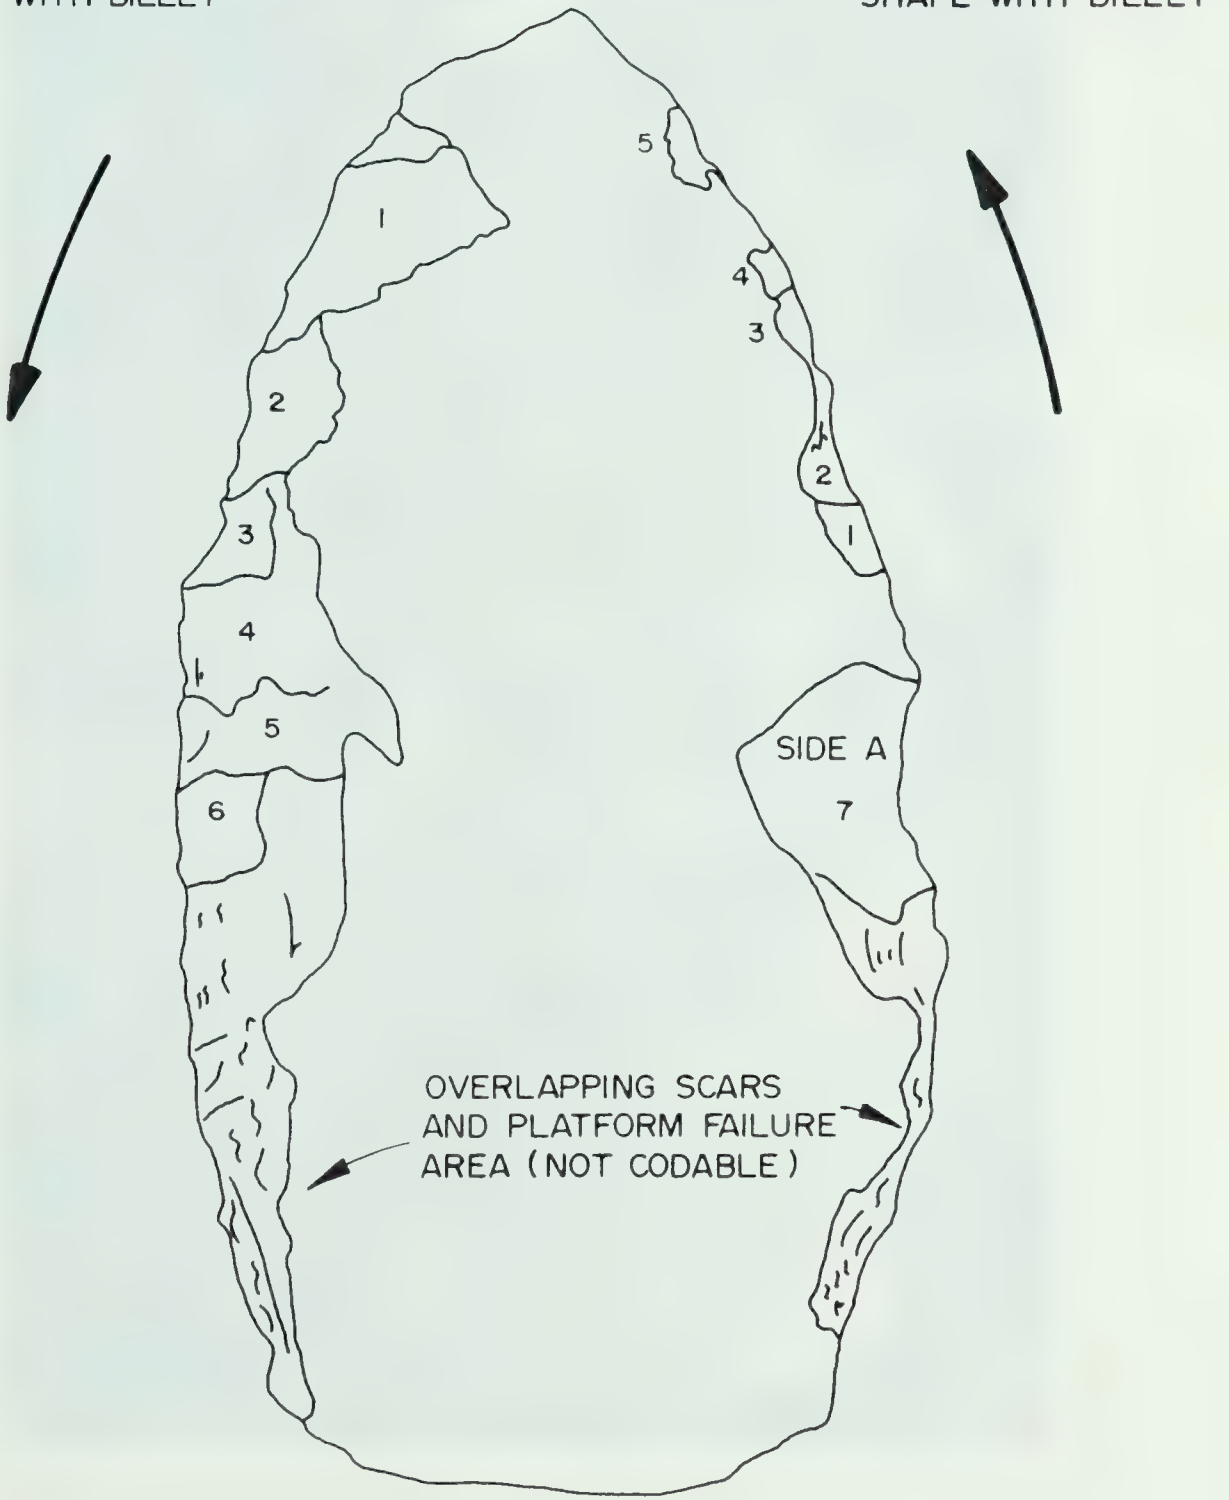 WITH BILLET
SHAPE WITH BILLET
5
1
4
3
2
2
3
1
4
5
SIDE A
6
7
OVERLAPPING SCARS
AND PLATFORM FAILURE
AREA (NOT CODABLE)